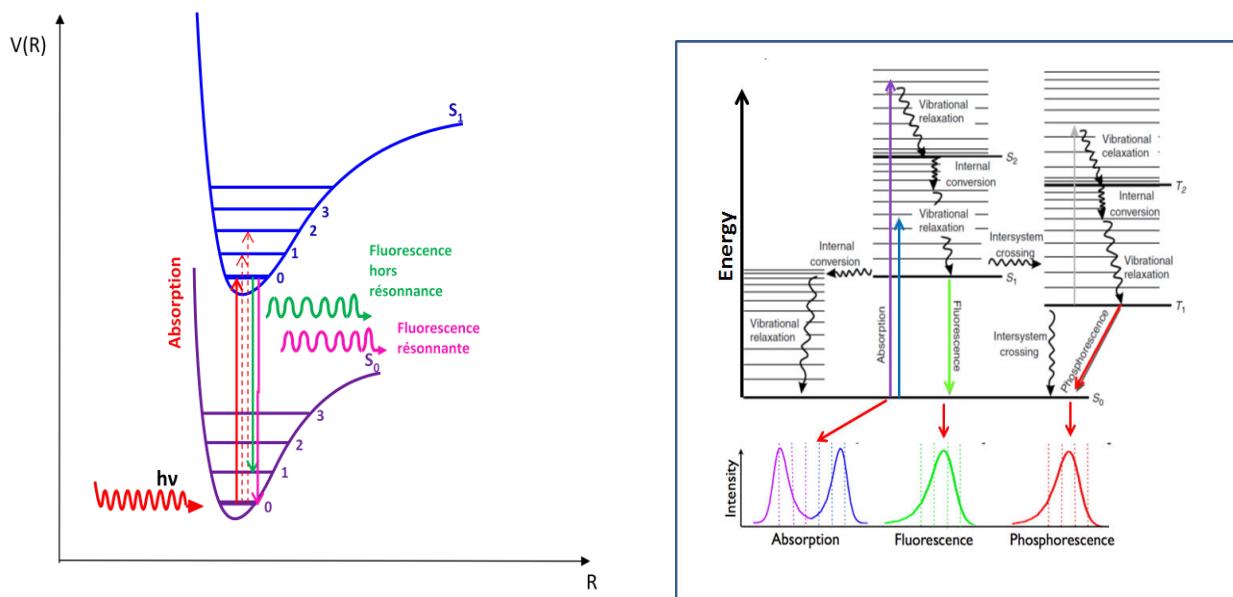 V(R)
S1
3
2
1
0
Fluorescence
hors
résonnance
Fluorescence
résonnante
Absorption
S0
3
2
1
0
hν
R
Energy
Vibrational
relaxation
S2
Internal
conversion
Vibrational
relaxation
S1
Internal
conversion
Vibrational
relaxation
Absorption
Fluorescence
Intersystem
crossing
Vibrational
celaxation
T2
Internal
conversion
Vibrational
relaxation
T1
Intersystem
crossing
Phosphorescence
S0
Intensity
Absorption
Fluorescence
Phosphorescence